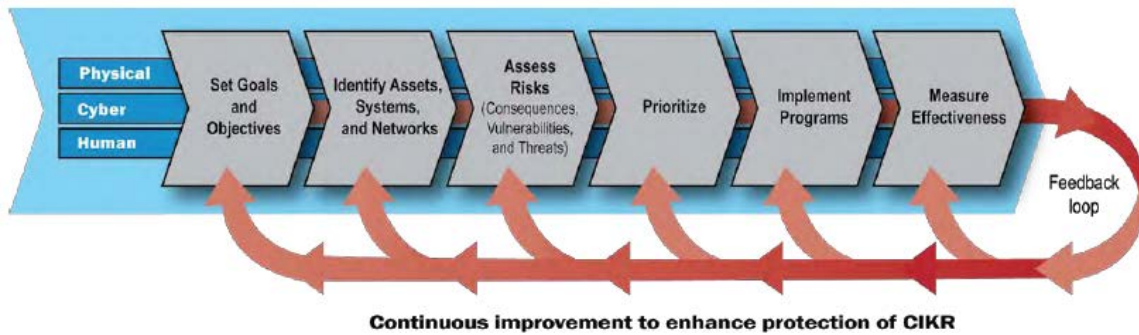 Physical
Cyber
Human
Set Goals
and
Objectives
Identify Assets,
Systems,
and Networks
Assess
Risks
(Consequences,
Vulnerabilities,
and Threats)
Prioritize
Implement
Programs
Measure
Effectiveness
Feedback
loop
Continuous improvement to enhance protection of CIKR